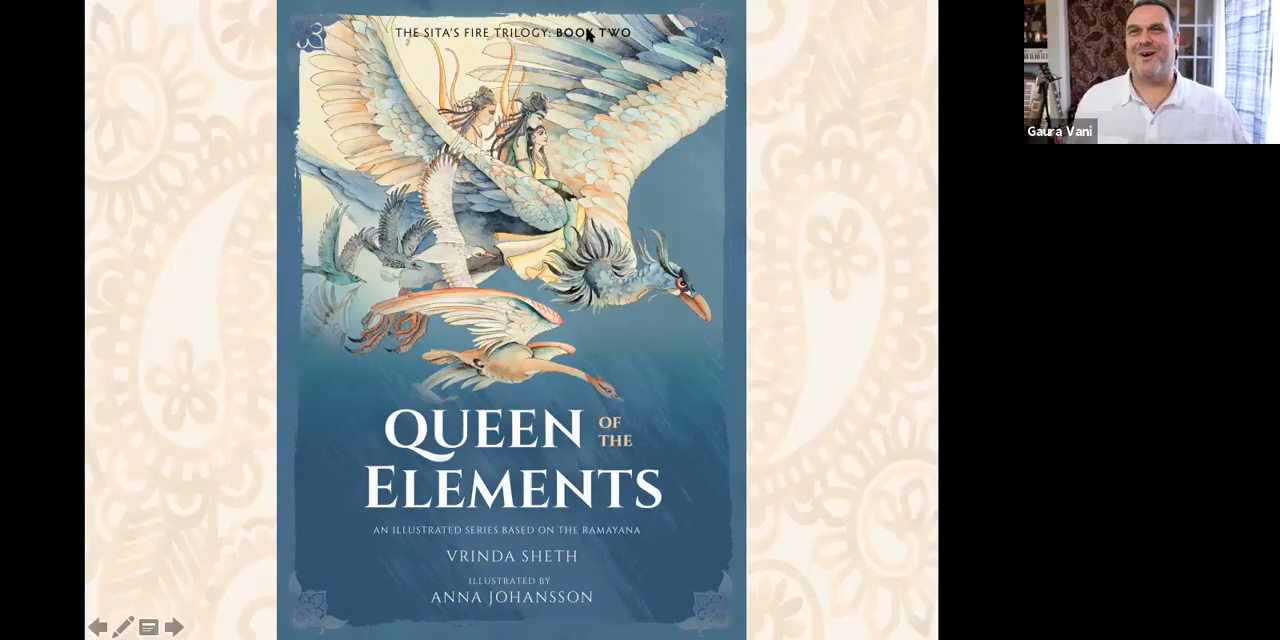 THE SITA'S FIRE TRILOGY: BOOK TWO
Gaura Vani
QUEEN OF THE
ELEMENTS
AN ILLUSTRATED SERIES BASED ON THE RAMAYANA
VRINDA SHETH
ILLUSTRATED BY
ANNA JOHANSSON